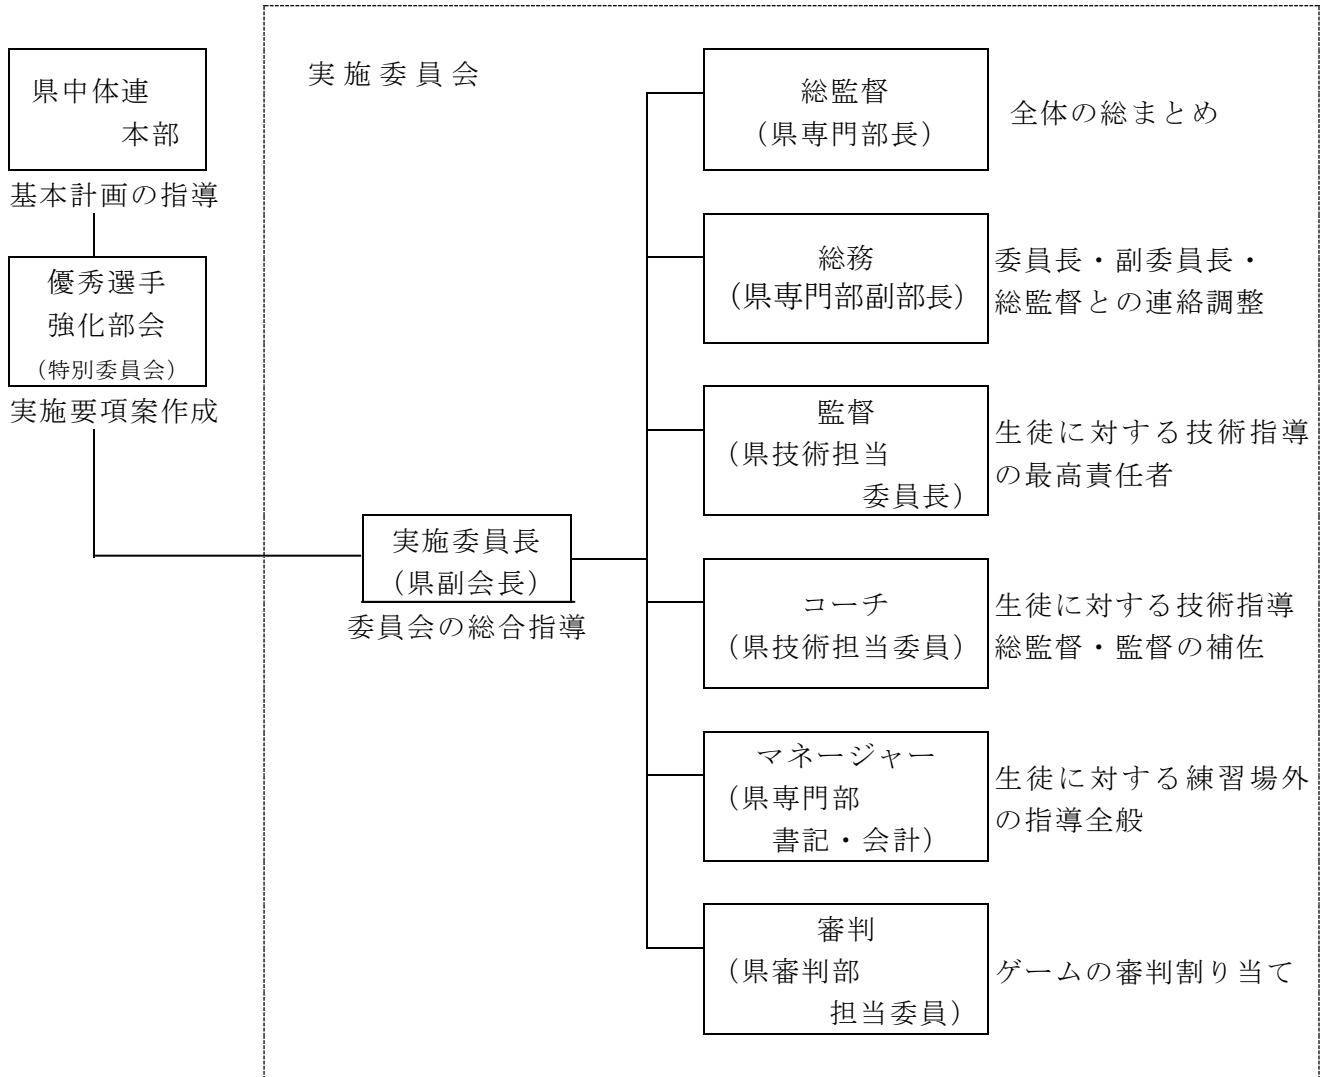 県中体連
本部
基本計画の指導
優秀選手
強化部会
（特別委員会）
実施要項案作成
実施委員会
実施委員長
（県副会長）
委員会の総合指導
総監督
（県専門部長）
全体の総まとめ
総務
（県専門部副部長）
委員長・副委員長・
総監督との連絡調整
監督
（県技術担当
委員長）
生徒に対する技術指導
の最高責任者
コーチ
（県技術担当委員）
生徒に対する技術指導
総監督・監督の補佐
マネージャー
（県専門部
書記・会計）
生徒に対する練習場外
の指導全般
審判
（県審判部
担当委員）
ゲームの審判割り当て